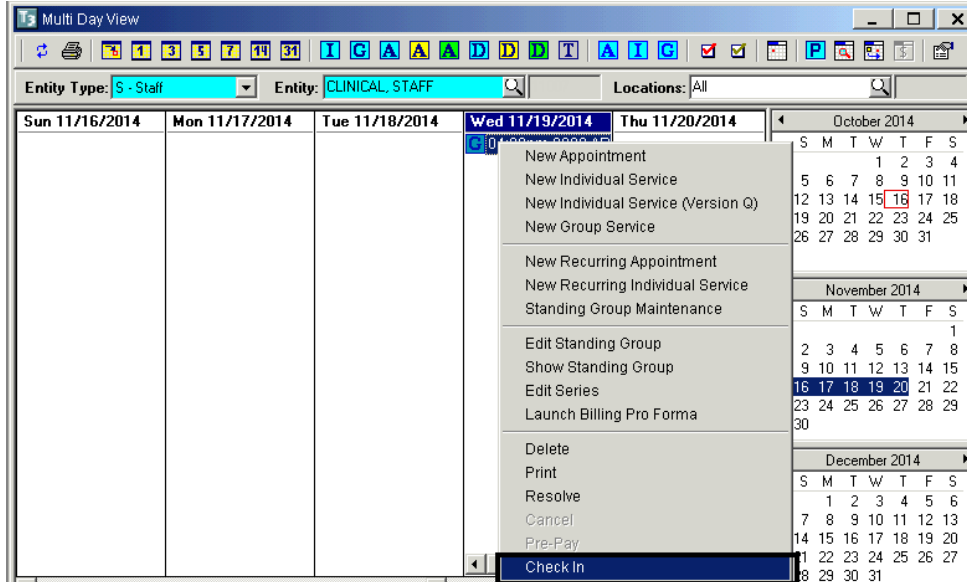 Multi Day View
1 3 5 7 14 31 I G A A A D D D T A I G P $
Entity Type: S - Staff Entity: CLINICAL, STAFF Locations: All
Sun 11/16/2014 Mon 11/17/2014 Tue 11/18/2014 Wed 11/19/2014 Thu 11/20/2014
G
New Appointment
New Individual Service
New Individual Service (Version Q)
New Group Service
New Recurring Appointment
New Recurring Individual Service
Standing Group Maintenance
Edit Standing Group
Show Standing Group
Edit Series
Launch Billing Pro Forma
Delete
Print
Resolve
Cancel
Pre-Pay
Check In
October 2014
S M T W T F S
1 2 3 4
5 6 7 8 9 10 11
12 13 14 15 16 17 18
19 20 21 22 23 24 25
26 27 28 29 30 31
November 2014
S M T W T F S
1
2 3 4 5 6 7 8
9 10 11 12 13 14 15
16 17 18 19 20 21 22
23 24 25 26 27 28 29
30
December 2014
S M T W T F S
1 2 3 4 5 6
7 8 9 10 11 12 13
14 15 16 17 18 19 20
21 22 23 24 25 26 27
28 29 30 31